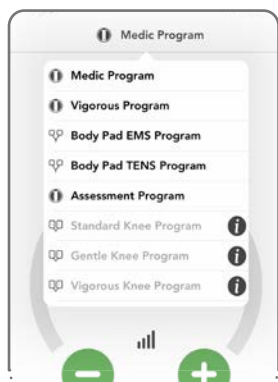 Medic Program
Medic Program
Vigorous Program
Body Pad EMS Program
Body Pad TENS Program
Assessment Program
Standard Knee Program
Gentle Knee Program
Vigorous Knee Program